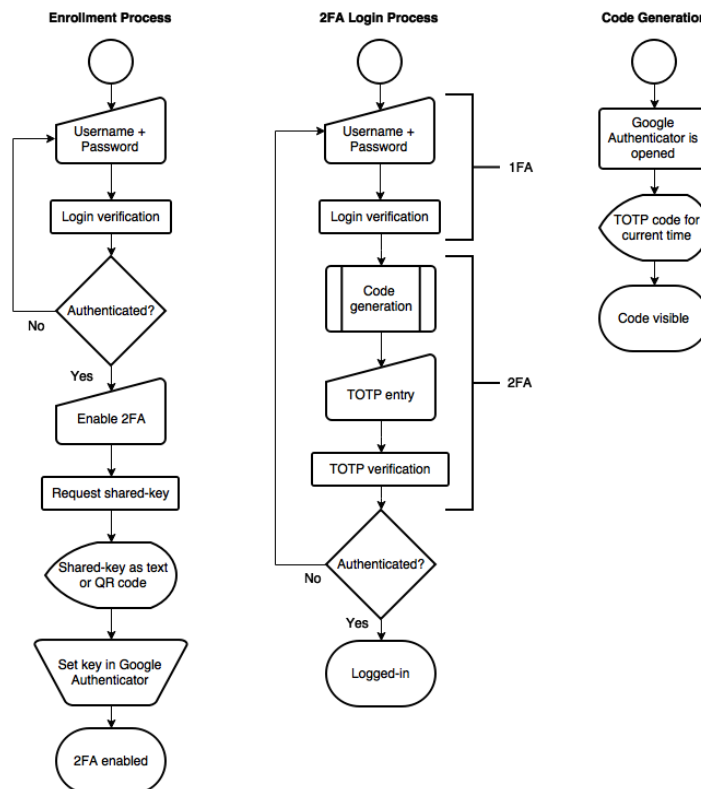 Enrollment Process
Username +
Password
Login verification
Authenticated?
No
Yes
Enable 2FA
Request shared-key
Shared-key as text
or QR code
Set key in Google
Authenticator
2FA enabled
2FA Login Process
Username +
Password
1FA
Login verification
Code
generation
2FA
TOTP entry
TOTP verification
Authenticated?
No
Yes
Logged-in
Code Generation
Google
Authenticator is
opened
TOTP code for
current time
Code visible